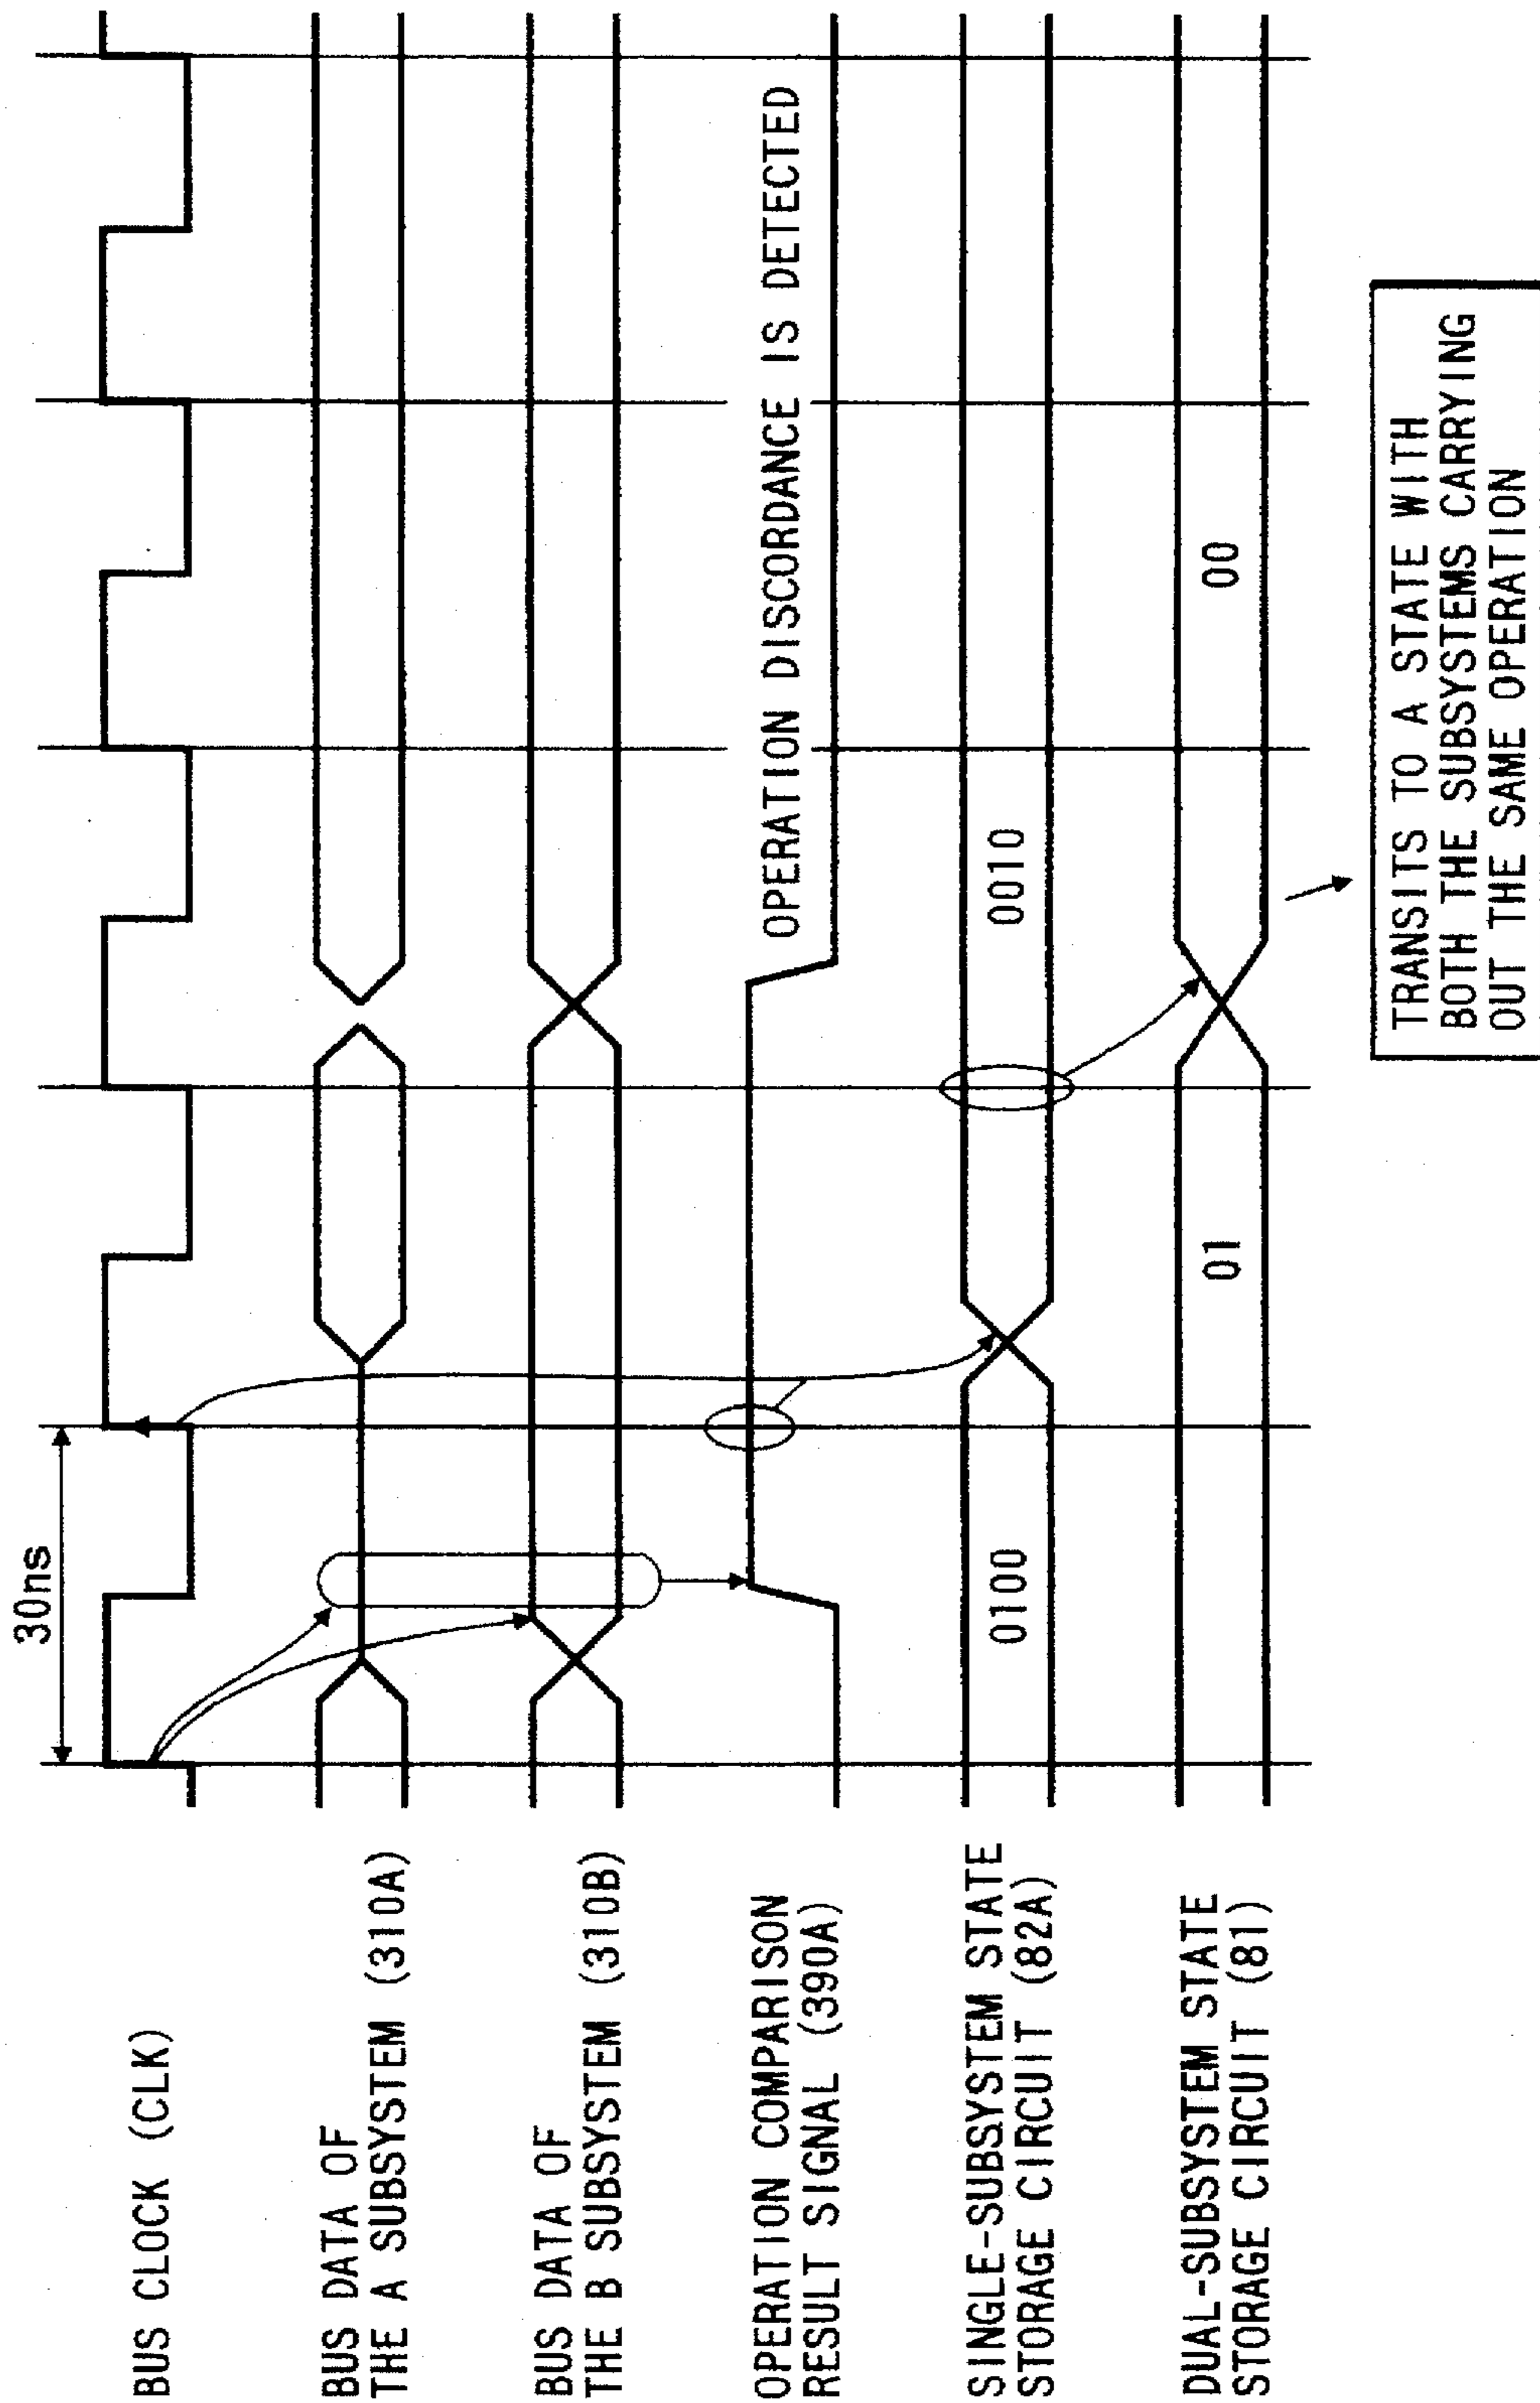 30ns
BUS CLOCK (CLK)
BUS DATA OF
THE A SUBSYSTEM (310A)
BUS DATA OF
THE B SUBSYSTEM (310B)
OPERATION COMPARISON
RESULT SIGNAL (390A)
OPERATION DISCORDANCE IS DETECTED
SINGLE-SUBSYSTEM STATE
STORAGE CIRCUIT (82A)
0100
0010
DUAL-SUBSYSTEM STATE
STORAGE CIRCUIT (81)
01
00
TRANSITS TO A STATE WITH
BOTH THE SUBSYSTEMS CARRYING
OUT THE SAME OPERATION